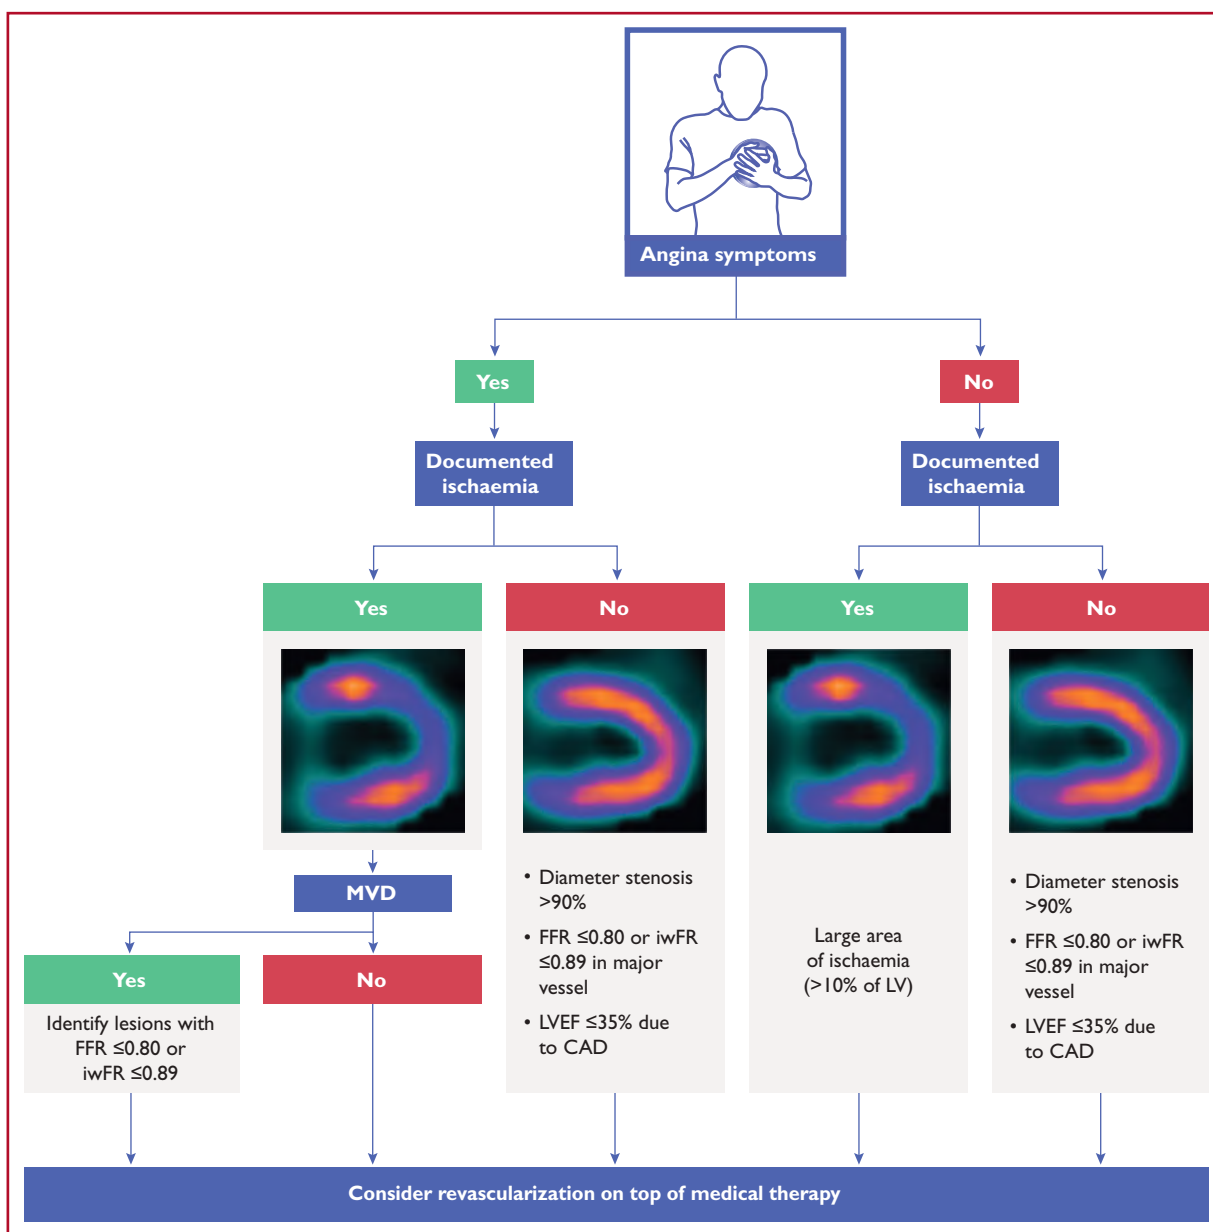 Angina symptoms
Yes
No
Documented
ischaemia
Documented
ischaemia
Yes
No
Yes
No
MVD
Yes
No
Identify lesions with
FFR ≤0.80 or
iwFR ≤0.89
• Diameter stenosis
>90%
• FFR ≤0.80 or iwFR
≤0.89 in major
vessel
• LVEF ≤35% due
to CAD
Large area
of ischaemia
(>10% of LV)
• Diameter stenosis
>90%
• FFR ≤0.80 or iwFR
≤0.89 in major
vessel
• LVEF ≤35% due
to CAD
Consider revascularization on top of medical therapy